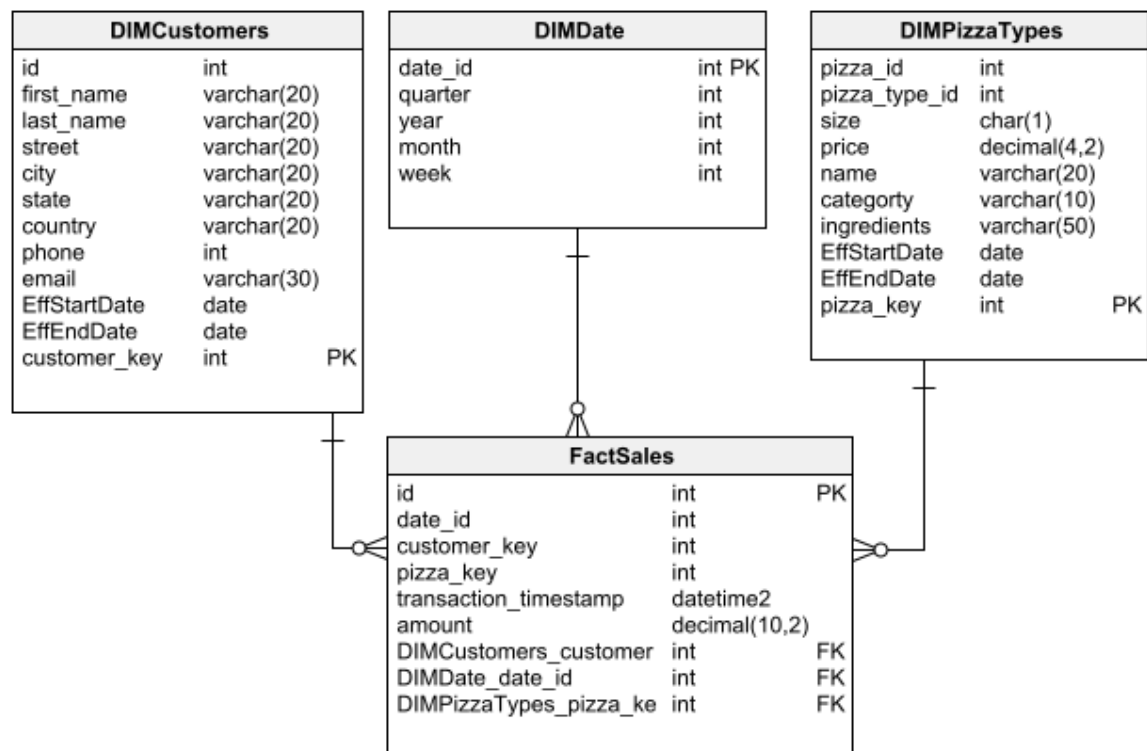 DIMCustomers
id int
first_name varchar(20)
last_name varchar(20)
street varchar(20)
city varchar(20)
state varchar(20)
country varchar(20)
phone int
email varchar(30)
EffStartDate date
EffEndDate date
customer_key int PK
DIMDate
date_id int PK
quarter int
year int
month int
week int
DIMPizzaTypes
pizza_id int
pizza_type_id int
size char(1)
price decimal(4,2)
name varchar(20)
categorty varchar(10)
ingredients varchar(50)
EffStartDate date
EffEndDate date
pizza_key int PK
FactSales
id int PK
date_id int
customer_key int
pizza_key int
transaction_timestamp datetime2
amount decimal(10,2)
DIMCustomers_customer int FK
DIMDate_date_id int FK
DIMPizzaTypes_pizza_ke int FK